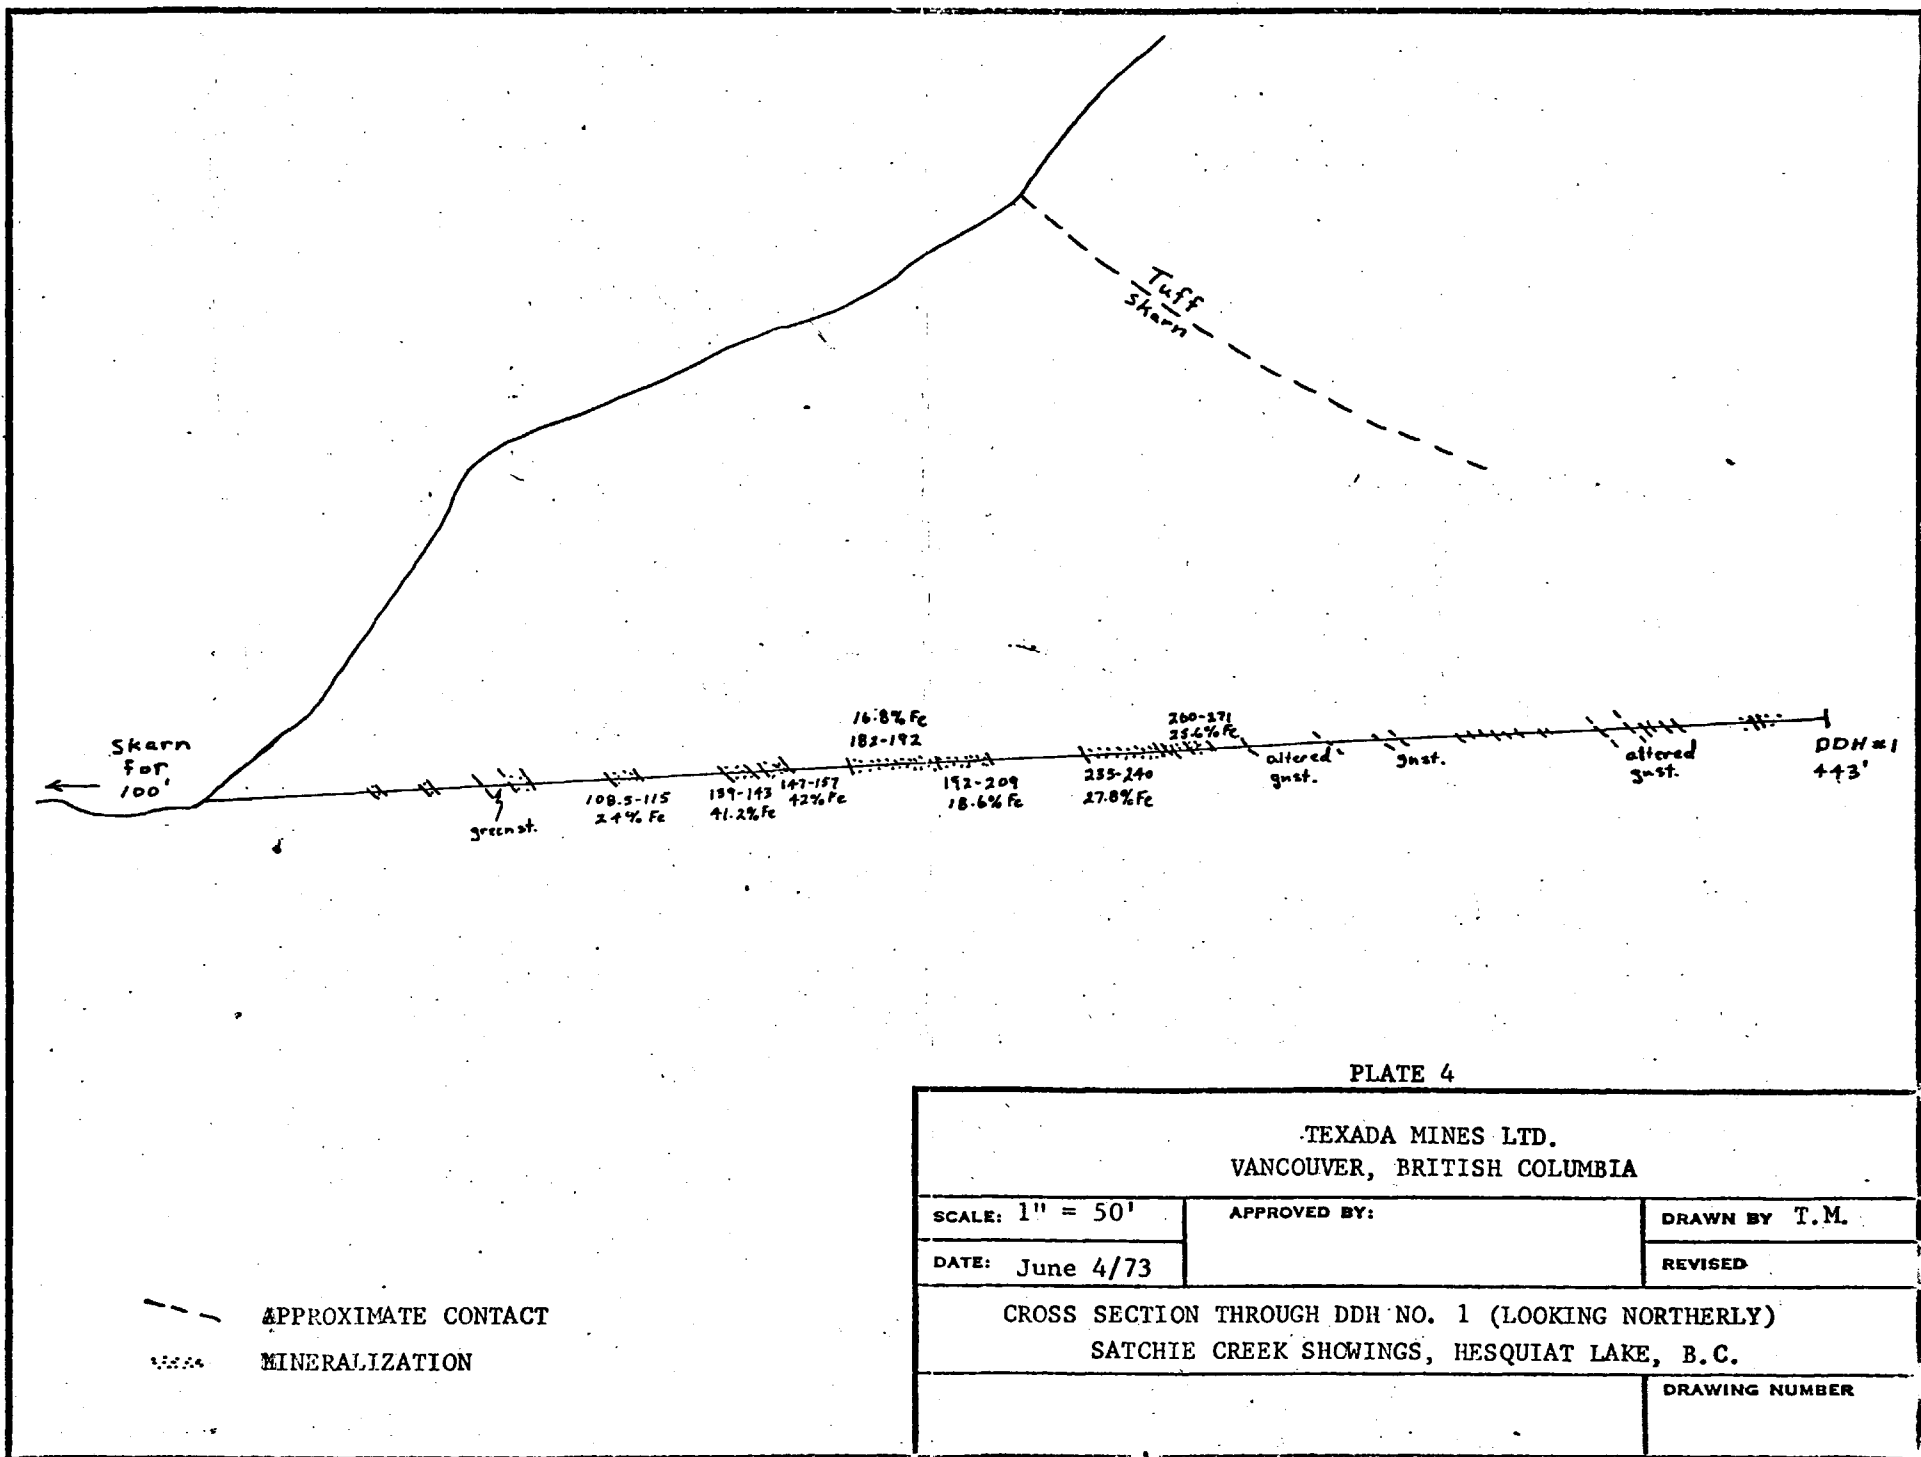 Tuff
Skarn
Skarn
for
100'
greenst.
108.5-115
24% Fe
139-143
41.2% Fe
147-157
42% Fe
16.8% Fe
182-192
192-209
18.6% Fe
235-240
27.8% Fe
260-271
25.6% Fe
altered
gnst.
gnst.
altered
gnst.
DDH #1
443'
PLATE 4
TEXADA MINES LTD.
VANCOUVER, BRITISH COLUMBIA
SCALE: 1" = 50'
APPROVED BY:
DRAWN BY T.M.
DATE: June 4/73
REVISED
CROSS SECTION THROUGH DDH NO. 1 (LOOKING NORTHERLY)
SATCHIE CREEK SHOWINGS, HESQUIAT LAKE, B.C.
DRAWING NUMBER
APPROXIMATE CONTACT
MINERALIZATION